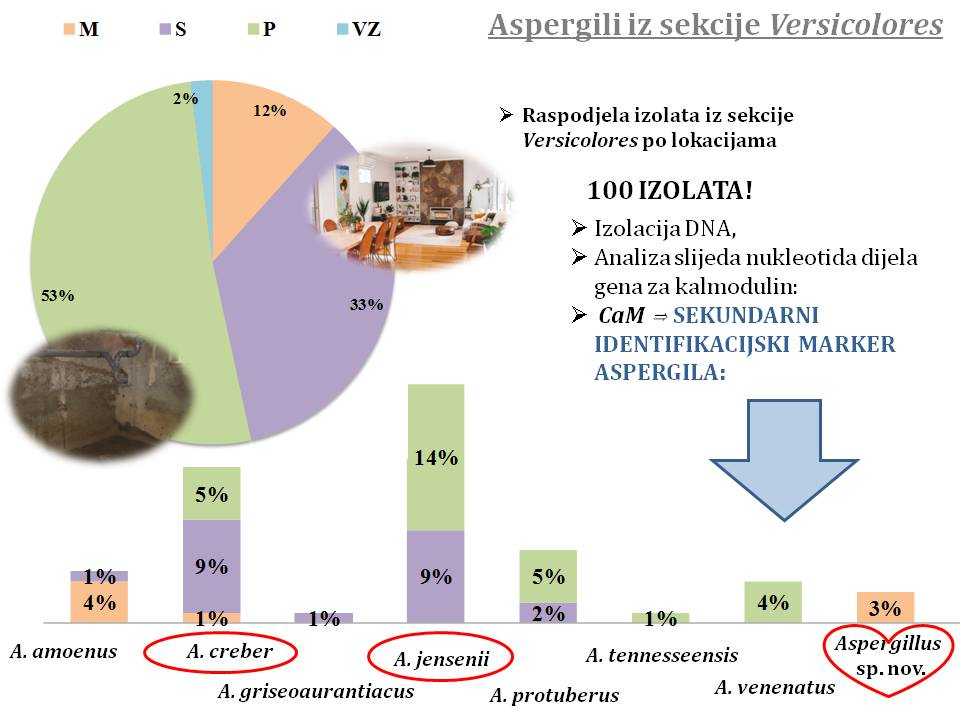 M S P VZ
Aspergili iz sekcije Versicolores
2%
12%
53%
33%
➢ Raspodjela izolata iz sekcije
Versicolores po lokacijama
100 IZOLATA!
➢ Izolacija DNA,
➢ Analiza slijeda nukleotida dijela
gena za kalmodulin:
➢ CaM ⇒ SEKUNDARNI
IDENTIFIKACIJSKI MARKER
ASPERGILA:
1%
4%
5%
9%
1%
1%
14%
9%
5%
2%
1%
4%
3%
A. amoenus
A. creber
A. griseoaurantiacus
A. jensenii
A. protuberus
A. tennesseensis
A. venenatus
Aspergillus
sp. nov.